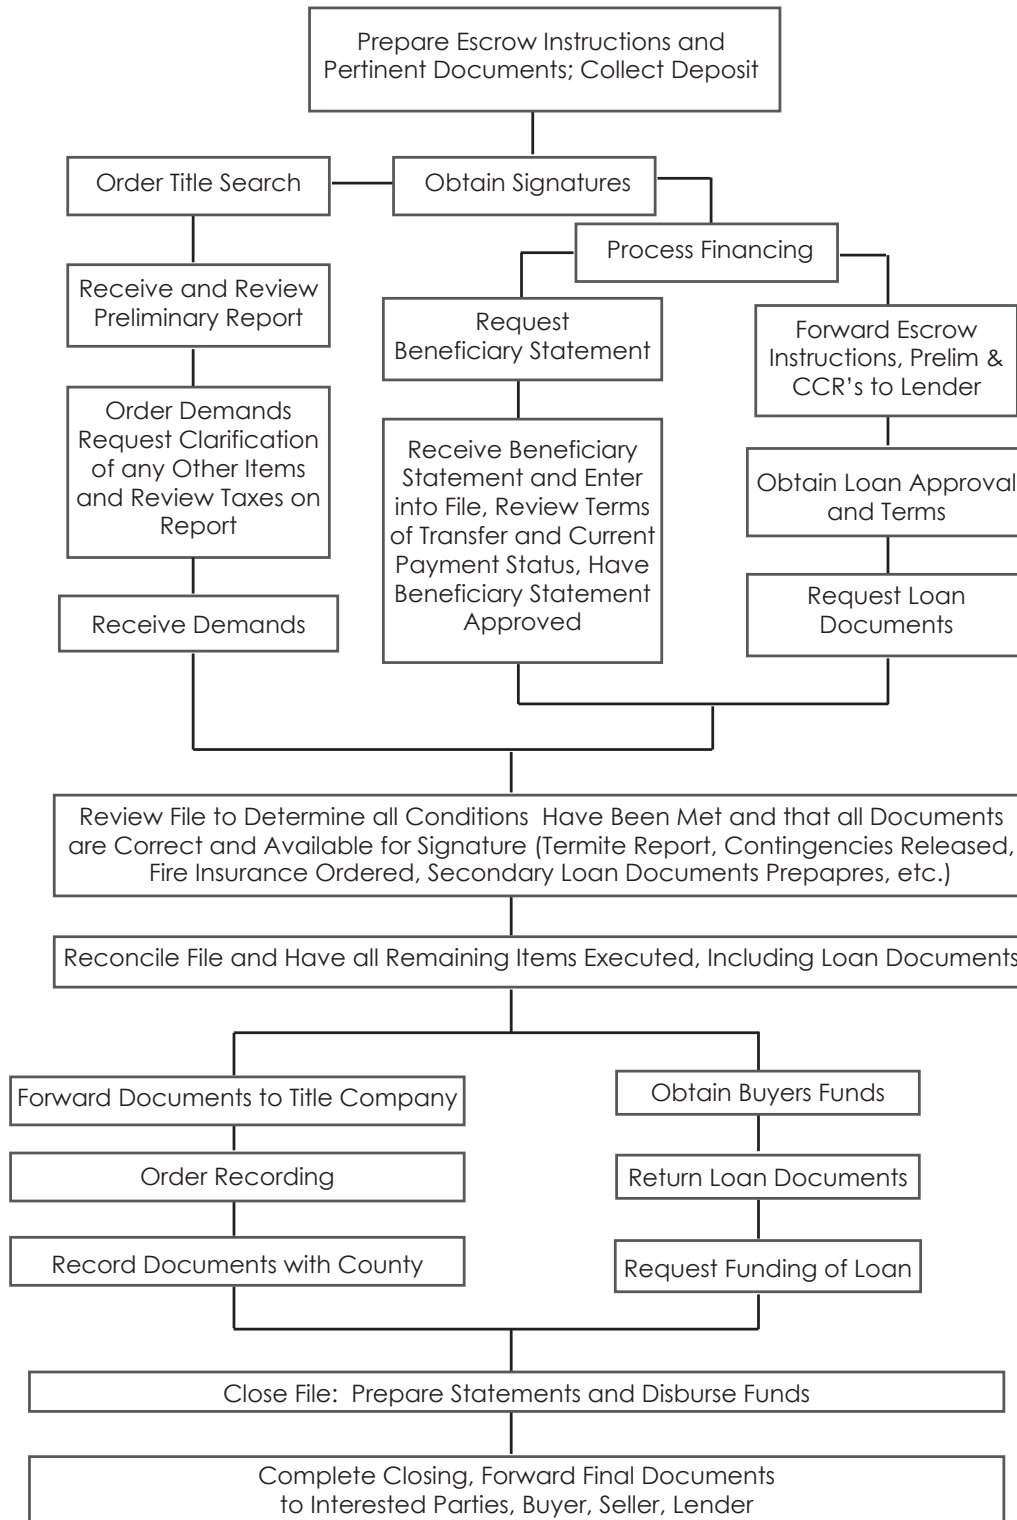 Prepare Escrow Instructions and
Pertinent Documents; Collect Deposit
Order Title Search
Obtain Signatures
Process Financing
Receive and Review
Preliminary Report
Request
Beneficiary Statement
Forward Escrow
Instructions, Prelim &
CCR's to Lender
Order Demands
Request Clarification
of any Other Items
and Review Taxes on
Report
Receive Beneficiary
Statement and Enter
into File, Review Terms
of Transfer and Current
Payment Status, Have
Beneficiary Statement
Approved
Obtain Loan Approval
and Terms
Receive Demands
Request Loan
Documents
Review File to Determine all Conditions Have Been Met and that all Documents
are Correct and Available for Signature (Termite Report, Contingencies Released,
Fire Insurance Ordered, Secondary Loan Documents Prepapres, etc.)
Reconcile File and Have all Remaining Items Executed, Including Loan Documents
Forward Documents to Title Company
Obtain Buyers Funds
Order Recording
Return Loan Documents
Record Documents with County
Request Funding of Loan
Close File: Prepare Statements and Disburse Funds
Complete Closing, Forward Final Documents
to Interested Parties, Buyer, Seller, Lender